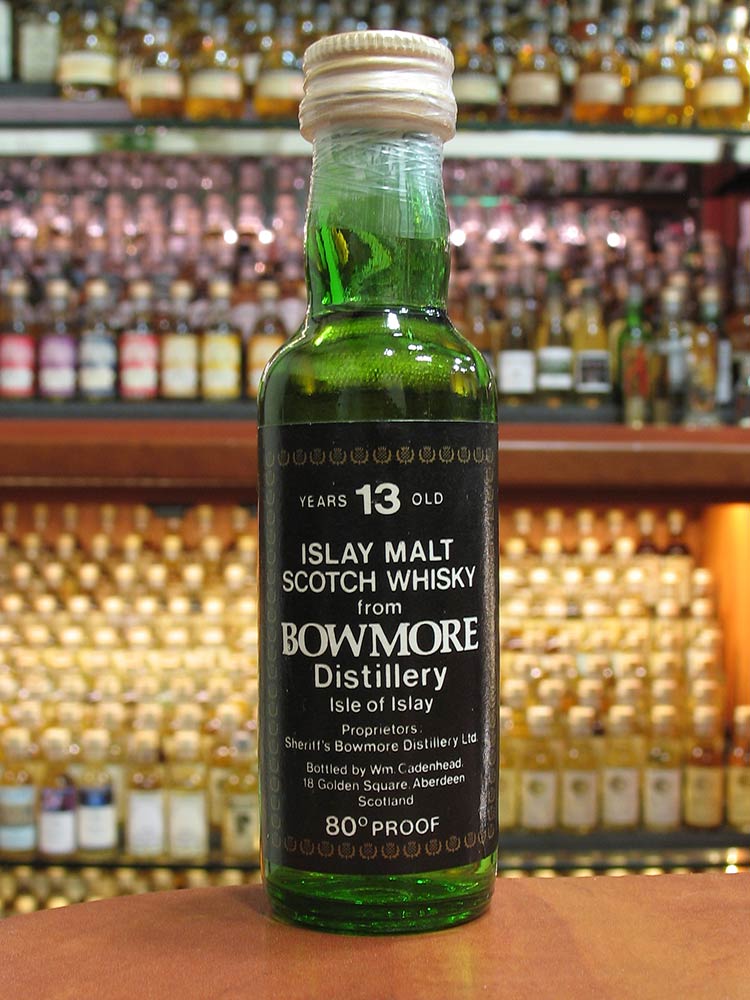 YEARS 13 OLD
ISLAY MALT
SCOTCH WHISKY
from
BOWMORE
Distillery
Isle of Islay
Proprietors:
Sheriff's Bowmore Distillery Ltd.
Bottled by Wm. Cadenhead,
18 Golden Square, Aberdeen
Scotland
80° PROOF